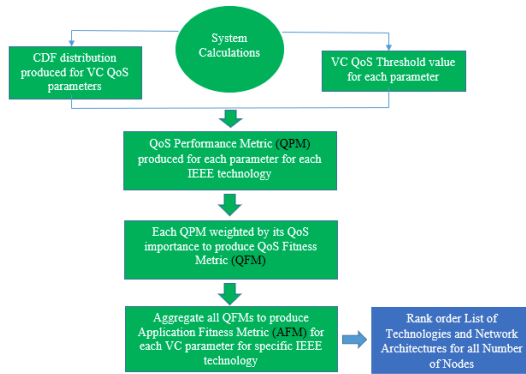 System
Calculations
CDF distribution
produced for VC QoS
parameters
VC QoS Threshold value
for each parameter
QoS Performance Metric (QPM)
produced for each parameter for each
IEEE technology
Each QPM weighted by its QoS
importance to produce QoS Fitness
Metric (QFM)
Aggregate all QFMs to produce
Application Fitness Metric (AFM) for
each VC parameter for specific IEEE
technology
Rank order List of
Technologies and Network
Architectures for all Number
of Nodes